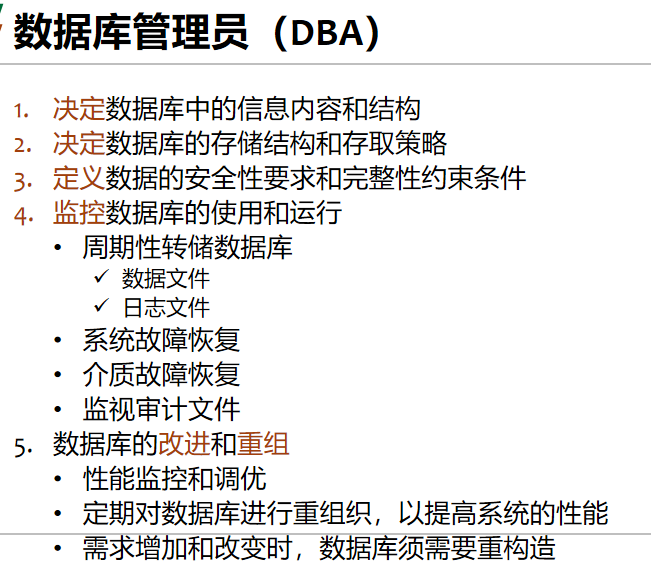 数据库管理员（DBA）
1. 决定数据库中的信息内容和结构
2. 决定数据库的存储结构和存取策略
3. 定义数据的安全性要求和完整性约束条件
4. 监控数据库的使用和运行
• 周期性转储数据库
✓ 数据文件
✓ 日志文件
• 系统故障恢复
• 介质故障恢复
• 监视审计文件
5. 数据库的改进和重组
• 性能监控和调优
• 定期对数据库进行重组织，以提高系统的性能
• 需求增加和改变时，数据库须需要重构造